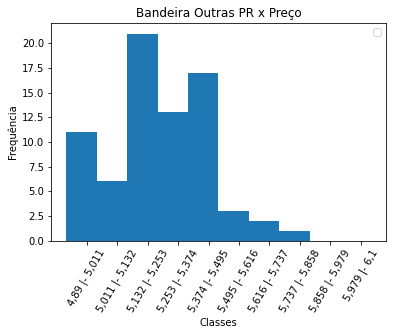 Bandeira Outras PR x Preço
Frequência
20.0
17.5
15.0
12.5
10.0
7.5
5.0
2.5
0.0
4,89 |- 5,011
5,011 |- 5,132
5,132 |- 5,253
5,253 |- 5,374
5,374 |- 5,495
5,495 |- 5,616
5,616 |- 5,737
5,737 |- 5,858
5,858 |- 5,979
5,979 |- 6,1
Classes